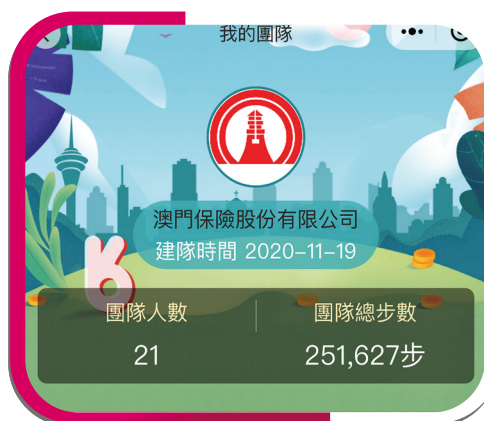 我的團隊
澳門保險股份有限公司
建隊時間 2020-11-19
團隊人數
團隊總步數
21
251,627步